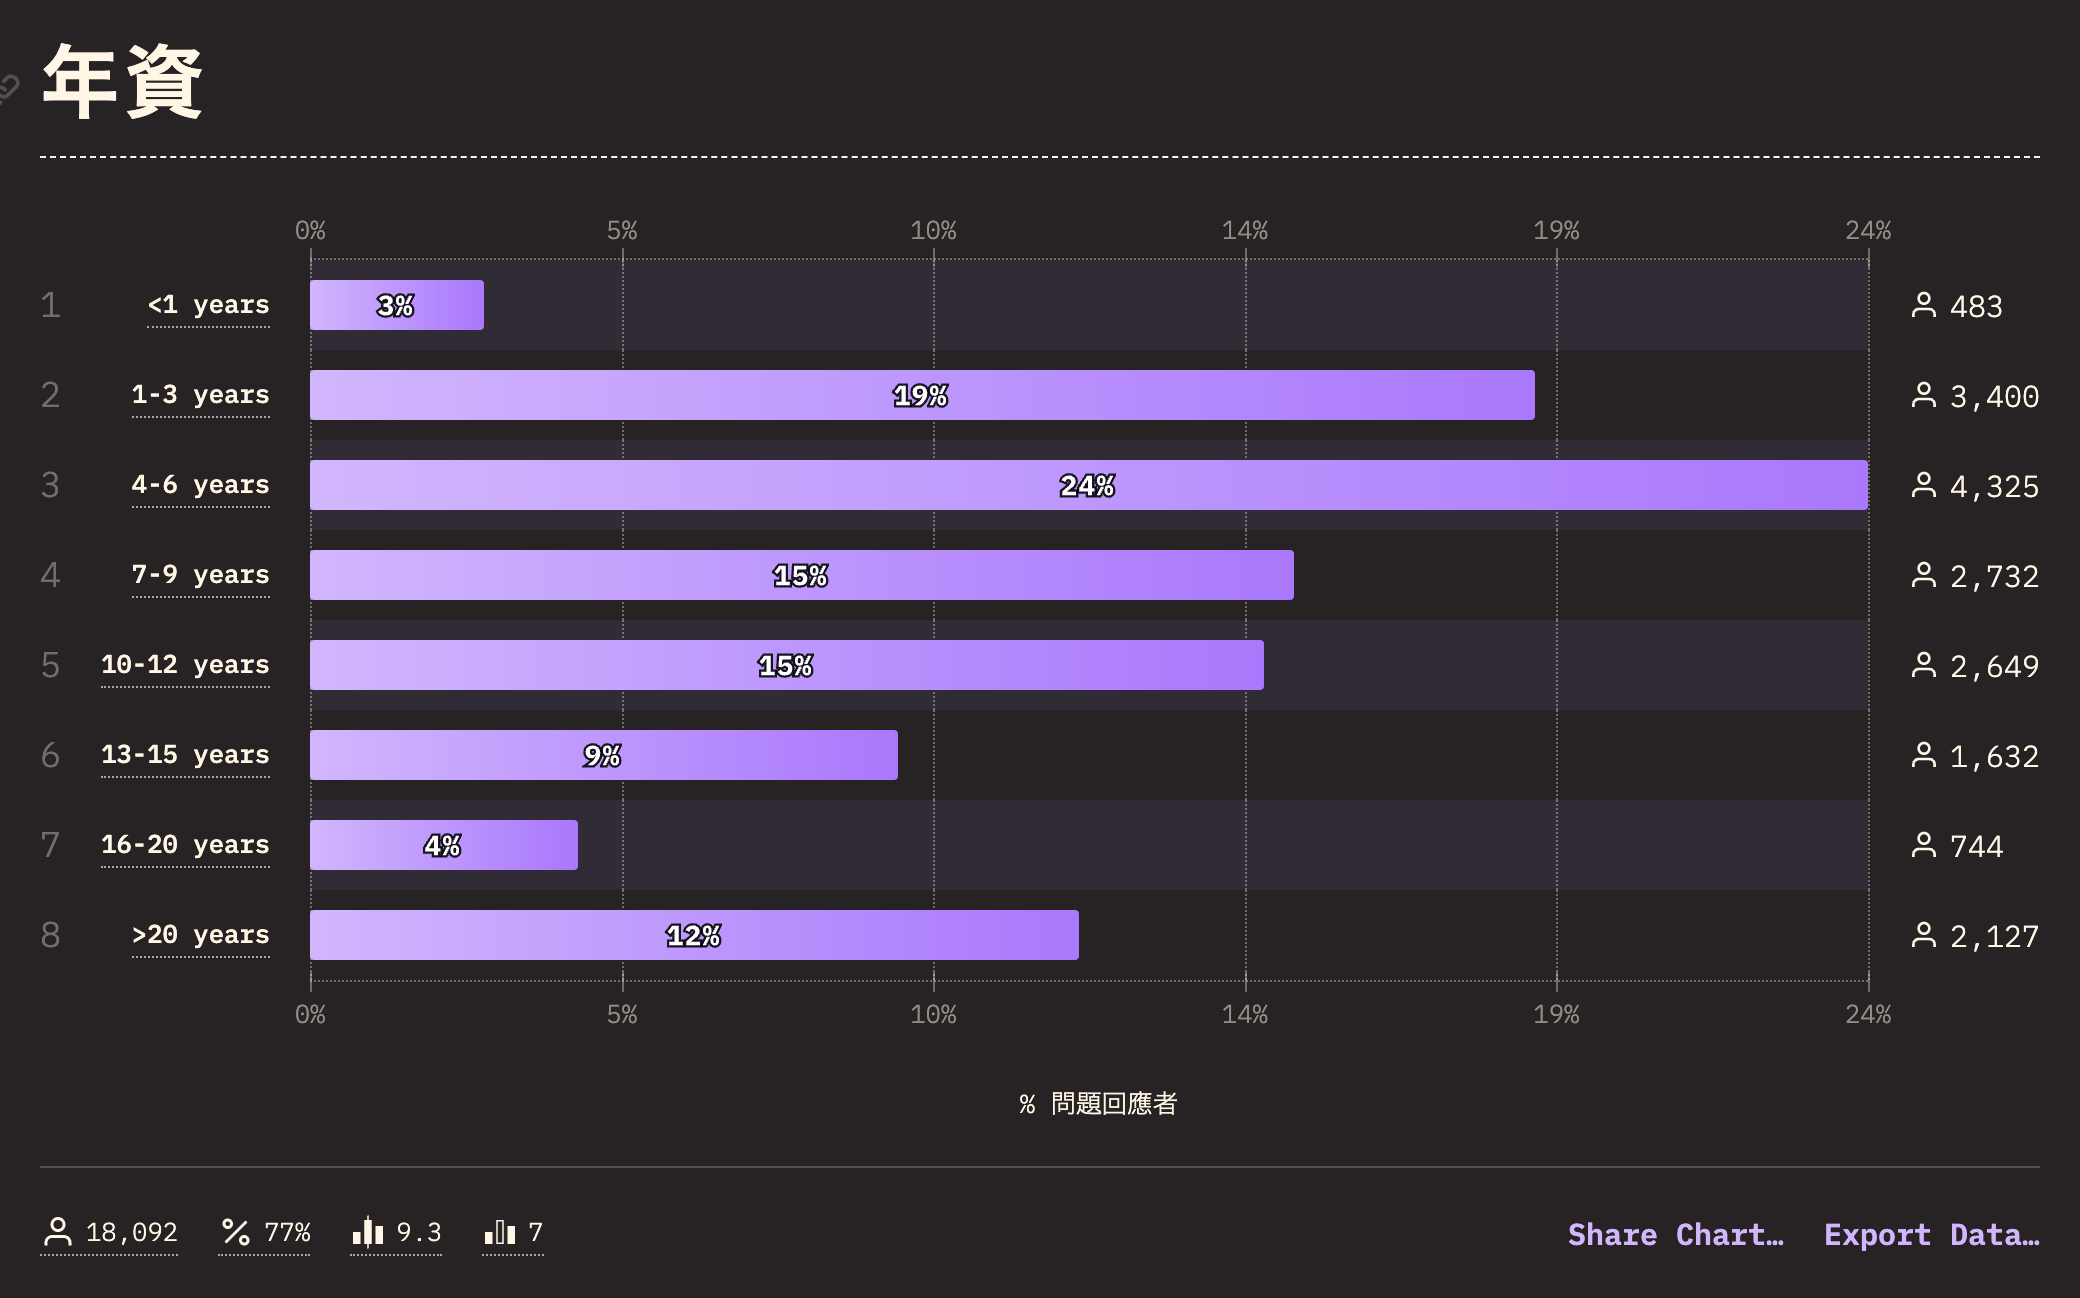 年資
0% 5% 10% 14% 19% 24%
1 <1 years 3% 483
2 1-3 years 19% 3,400
3 4-6 years 24% 4,325
4 7-9 years 15% 2,732
5 10-12 years 15% 2,649
6 13-15 years 9% 1,632
7 16-20 years 4% 744
8 >20 years 12% 2,127
0% 5% 10% 14% 19% 24%
% 問題回應者
18,092 % 77% 9.3 7 Share Chart… Export Data…